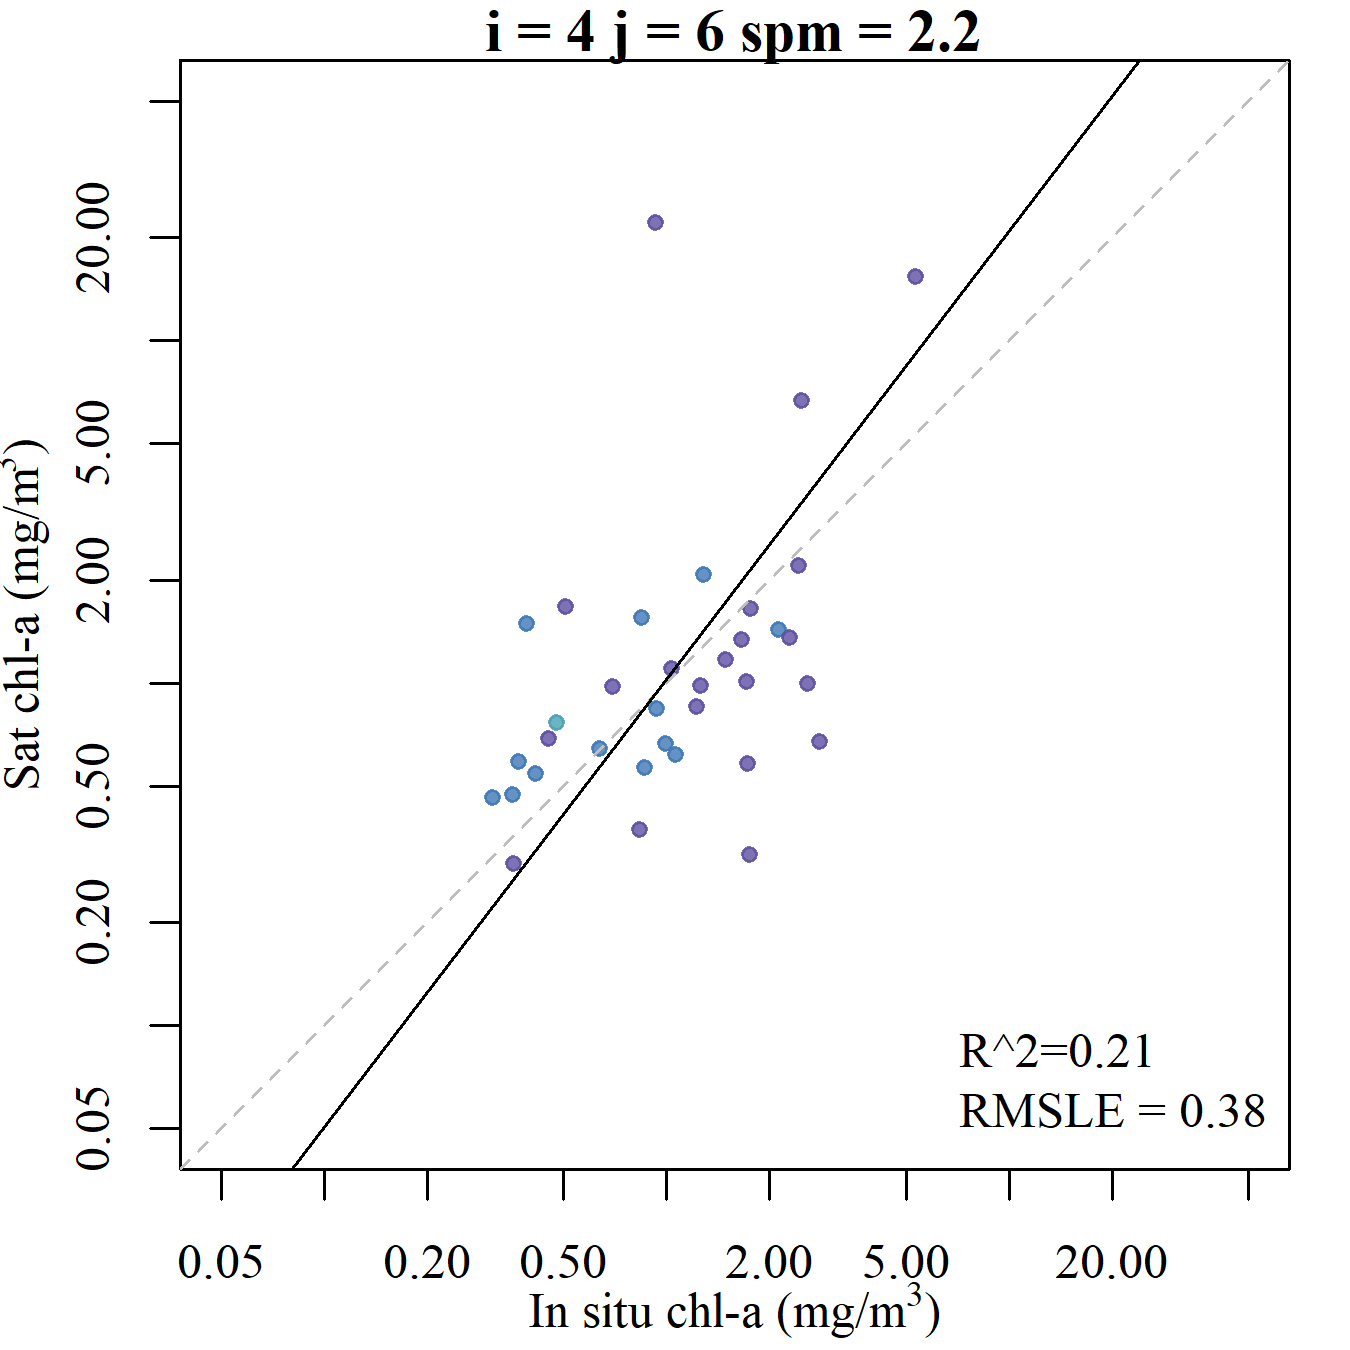 i = 4 j = 6 spm = 2.2
Sat chl-a (mg/m³)
20.00
5.00
2.00
0.50
0.20
0.05
R^2=0.21
RMSLE = 0.38
0.05 0.20 0.50 2.00 5.00 20.00
In situ chl-a (mg/m³)